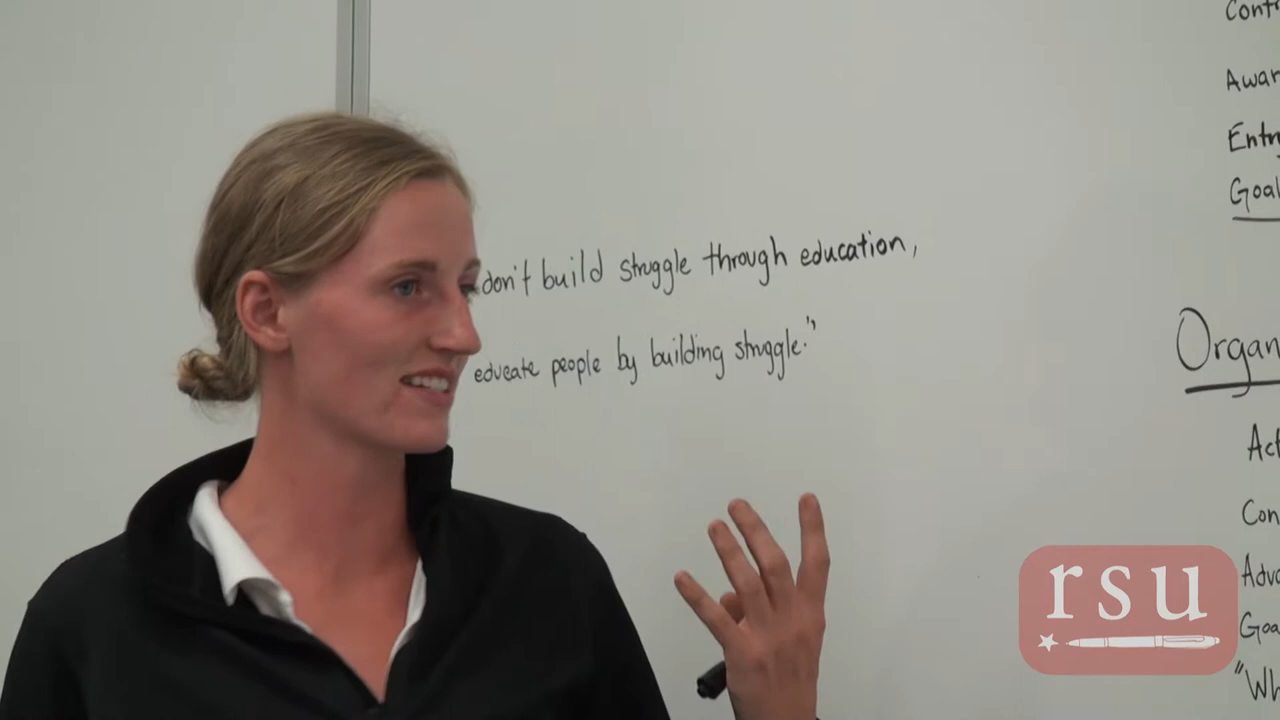 don't build struggle through education,
educate people by building struggle."
Organ
Act
Con
Adv
Goa
"Wh
Cont
Awar
Entr
Goal
rsu